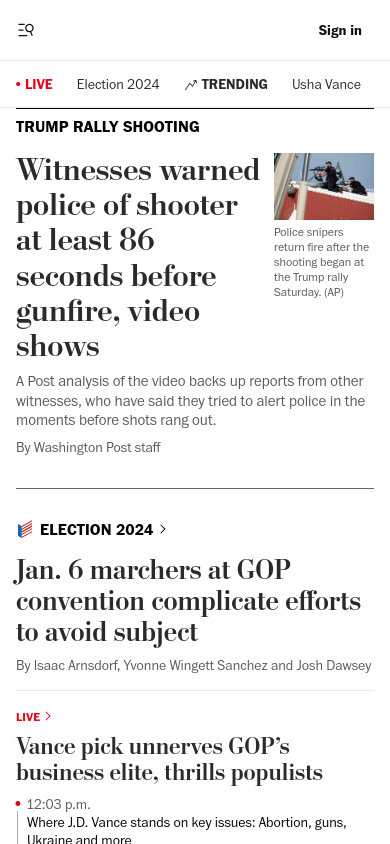 Sign in
LIVE
Election 2024
TRENDING
Usha Vance
TRUMP RALLY SHOOTING
Witnesses warned
police of shooter
at least 86
seconds before
gunfire, video
shows
Police snipers
return fire after the
shooting began at
the Trump rally
Saturday. (AP)
A Post analysis of the video backs up reports from other
witnesses, who have said they tried to alert police in the
moments before shots rang out.
By Washington Post staff
ELECTION 2024
Jan. 6 marchers at GOP
convention complicate efforts
to avoid subject
By Isaac Arnsdorf, Yvonne Wingett Sanchez and Josh Dawsey
LIVE
Vance pick unnerves GOP’s
business elite, thrills populists
12:03 p.m.
Where J.D. Vance stands on key issues: Abortion, guns,
Ukraine and more